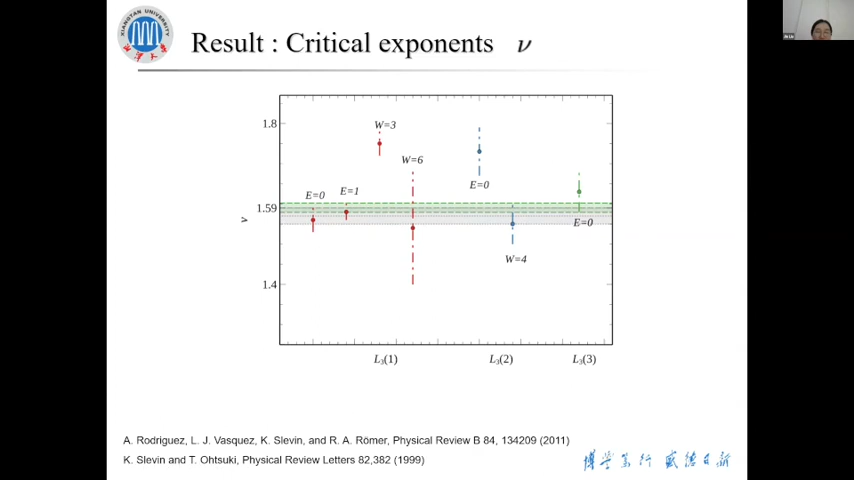 XIANGTAN UNIVERSITY
Result : Critical exponents ν
1.8
1.59
1.4
ν
W=3
W=6
E=0
E=1
E=0
W=4
E=0
L₃(1)
L₃(2)
L₃(3)
A. Rodriguez, L. J. Vasquez, K. Slevin, and R. A. Römer, Physical Review B 84, 134209 (2011)
K. Slevin and T. Ohtsuki, Physical Review Letters 82,382 (1999)
博学笃行 盛德日新